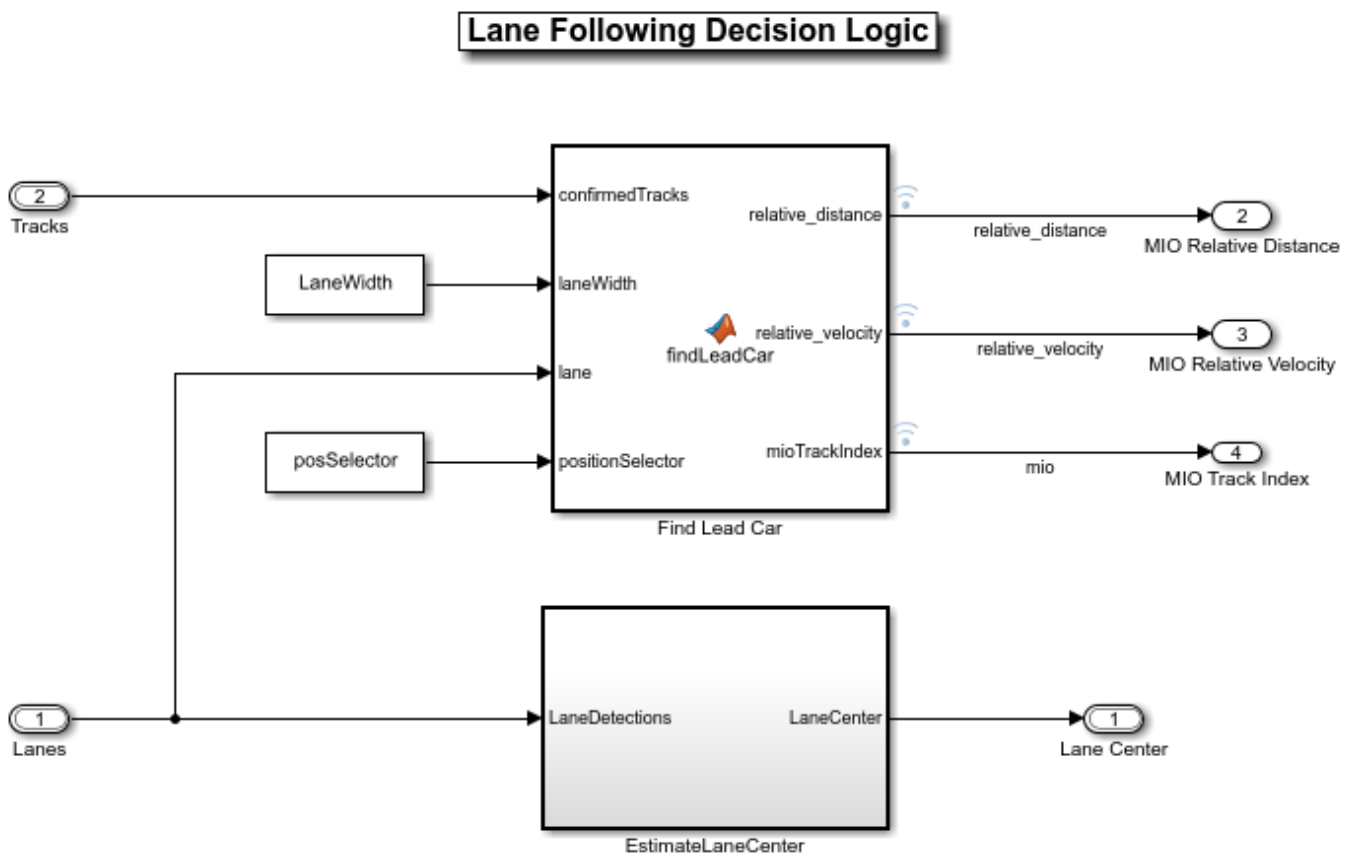 Lane Following Decision Logic
2
Tracks
LaneWidth
posSelector
confirmedTracks
laneWidth
lane
positionSelector
findLeadCar
relative_distance
relative_velocity
mioTrackIndex
Find Lead Car
relative_distance
relative_velocity
mio
2
MIO Relative Distance
3
MIO Relative Velocity
4
MIO Track Index
1
Lanes
LaneDetections
LaneCenter
EstimateLaneCenter
1
Lane Center